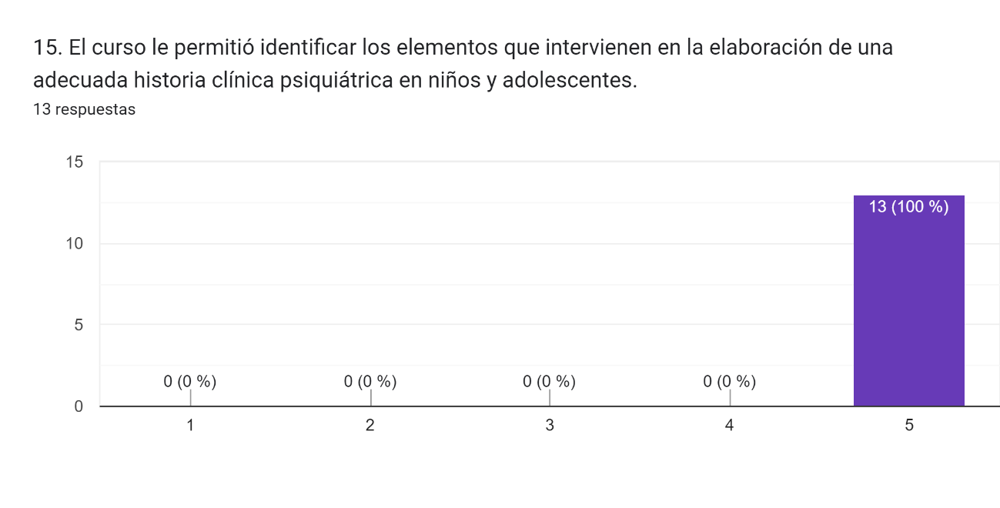 15. El curso le permitió identificar los elementos que intervienen en la elaboración de una
adecuada historia clínica psiquiátrica en niños y adolescentes.
13 respuestas
15
10
5
0
0 (0 %)
0 (0 %)
0 (0 %)
0 (0 %)
13 (100 %)
1
2
3
4
5